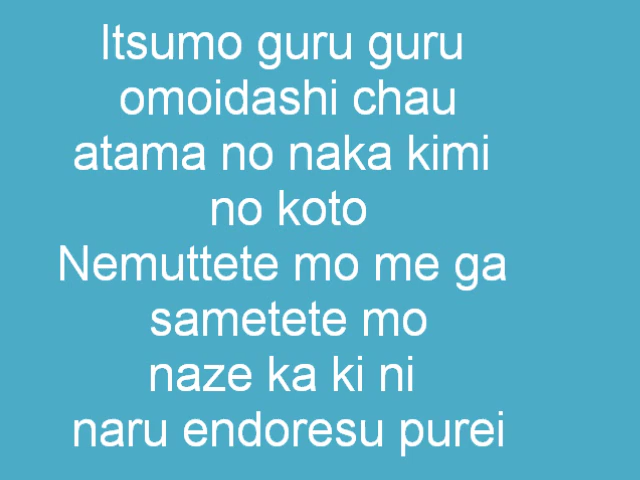 Itsumo guru guru
omoidashi chau
atama no naka kimi
no koto
Nemuttete mo me ga
sametete mo
naze ka ki ni
naru endoresu purei